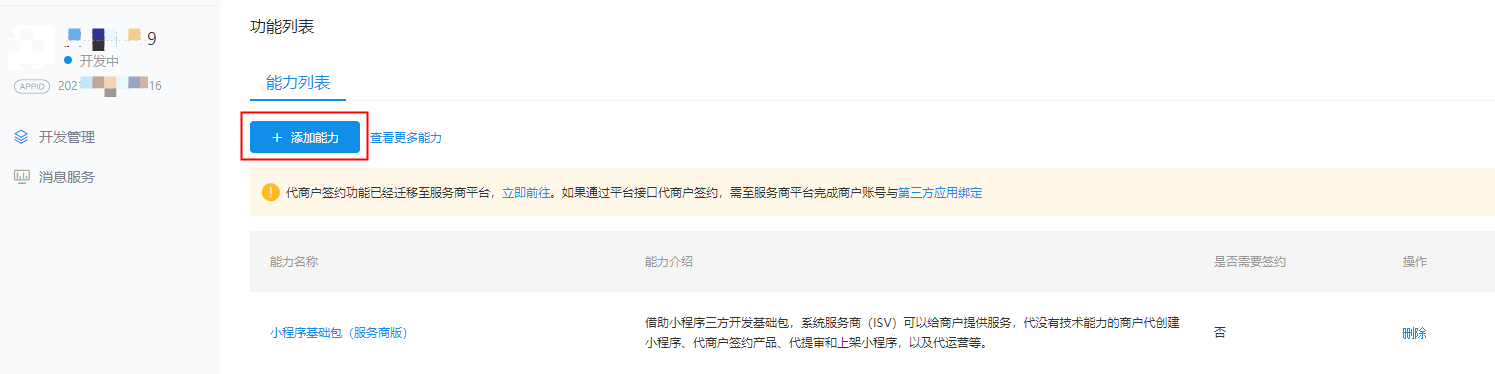 功能列表
9
开发中
能力列表
APPID 2021 16
+ 添加能力 查看更多能力
开发管理
消息服务
! 代商户签约功能已经迁移至服务商平台，立即前往。如果通过平台接口代商户签约，需至服务商平台完成商户账号与第三方应用绑定
能力名称 能力介绍 是否需要签约 操作
小程序基础包（服务商版） 借助小程序三方开发基础包，系统服务商（ISV）可以给商户提供服务，代没有技术能力的商户代创建 否 删除
小程序、代商户签约产品、代提审和上架小程序，以及代运营等。